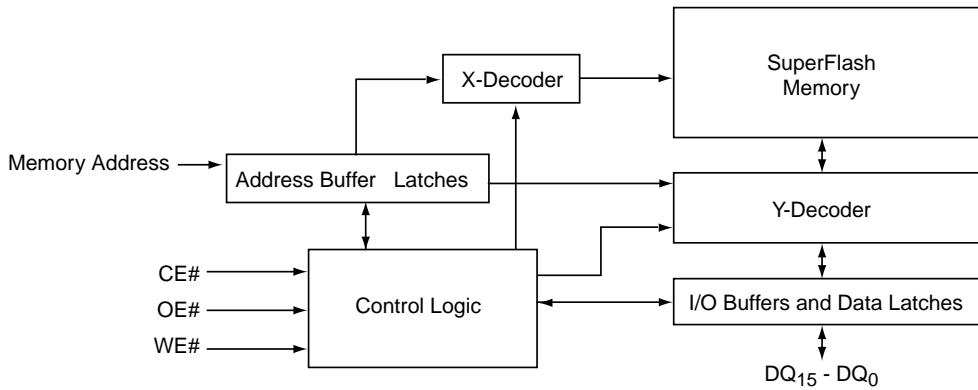 X-Decoder
SuperFlash
Memory
Memory Address
Address Buffer Latches
Y-Decoder
CE#
OE#
WE#
Control Logic
I/O Buffers and Data Latches
DQ15 - DQ0